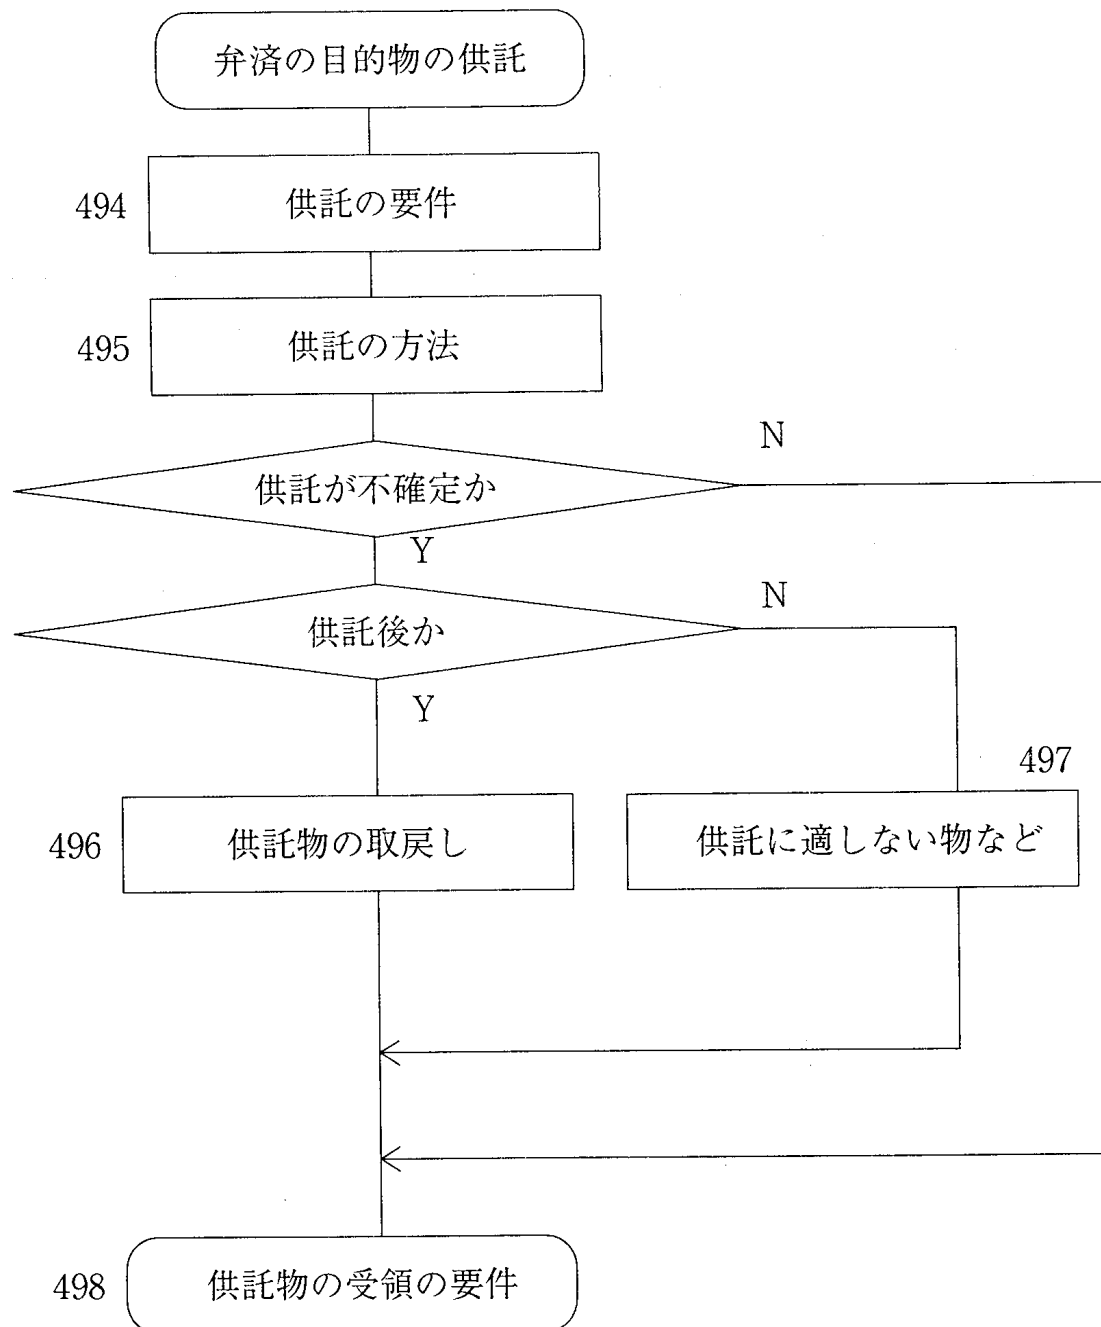 弁済の目的物の供託
494 供託の要件
495 供託の方法
N
供託が不確定か
Y
N
供託後か
Y
497
496 供託物の取戻し 供託に適しない物など
498 供託物の受領の要件